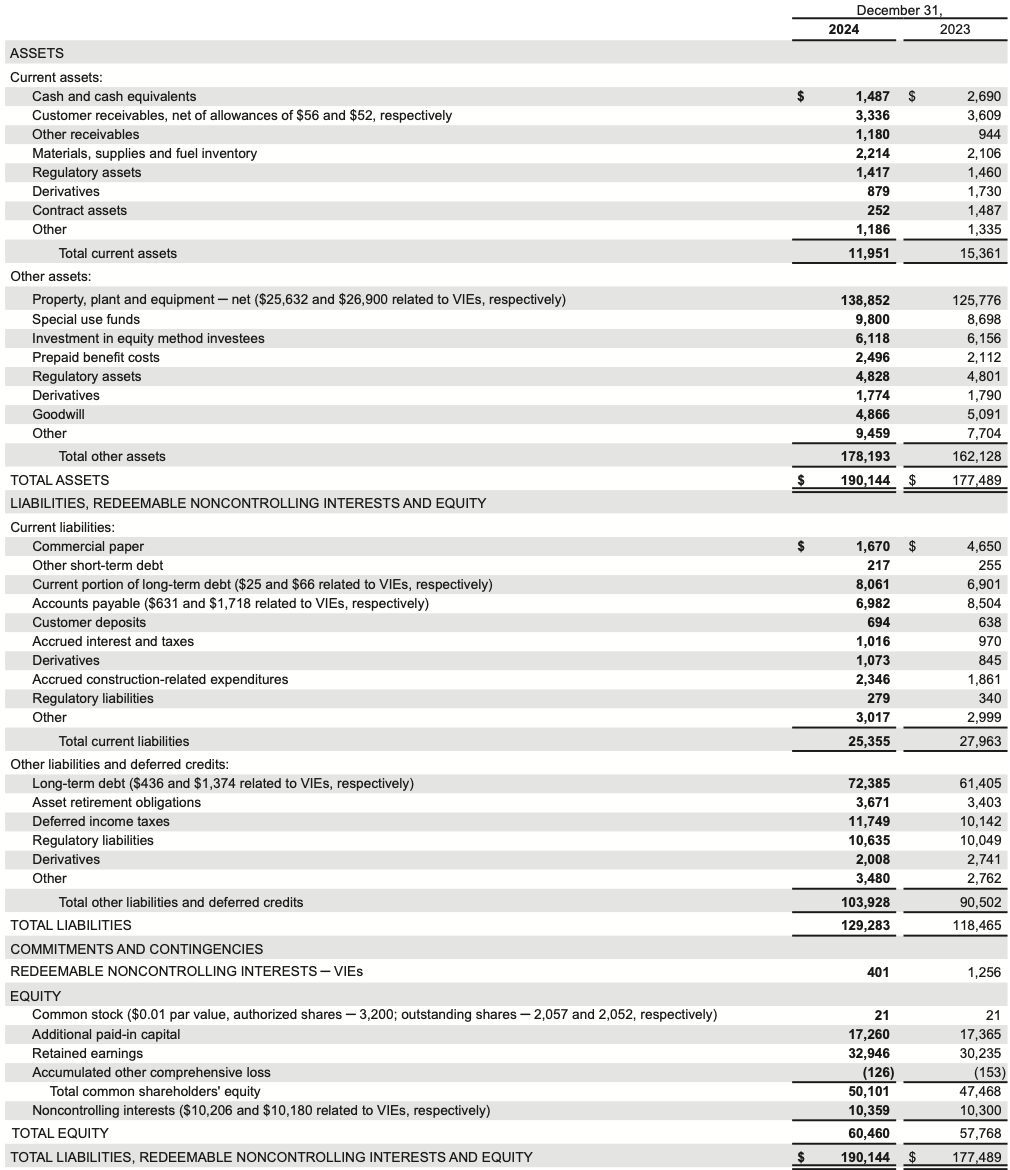 December 31,
2024 2023
ASSETS
Current assets:
Cash and cash equivalents $ 1,487 $ 2,690
Customer receivables, net of allowances of $56 and $52, respectively 3,336 3,609
Other receivables 1,180 944
Materials, supplies and fuel inventory 2,214 2,106
Regulatory assets 1,417 1,460
Derivatives 879 1,730
Contract assets 252 1,487
Other 1,186 1,335
Total current assets 11,951 15,361
Other assets:
Property, plant and equipment — net ($25,632 and $26,900 related to VIEs, respectively) 138,852 125,776
Special use funds 9,800 8,698
Investment in equity method investees 6,118 6,156
Prepaid benefit costs 2,496 2,112
Regulatory assets 4,828 4,801
Derivatives 1,774 1,790
Goodwill 4,866 5,091
Other 9,459 7,704
Total other assets 178,193 162,128
TOTAL ASSETS $ 190,144 $ 177,489
LIABILITIES, REDEEMABLE NONCONTROLLING INTERESTS AND EQUITY
Current liabilities:
Commercial paper $ 1,670 $ 4,650
Other short-term debt 217 255
Current portion of long-term debt ($25 and $66 related to VIEs, respectively) 8,061 6,901
Accounts payable ($631 and $1,718 related to VIEs, respectively) 6,982 8,504
Customer deposits 694 638
Accrued interest and taxes 1,016 970
Derivatives 1,073 845
Accrued construction-related expenditures 2,346 1,861
Regulatory liabilities 279 340
Other 3,017 2,999
Total current liabilities 25,355 27,963
Other liabilities and deferred credits:
Long-term debt ($436 and $1,374 related to VIEs, respectively) 72,385 61,405
Asset retirement obligations 3,671 3,403
Deferred income taxes 11,749 10,142
Regulatory liabilities 10,635 10,049
Derivatives 2,008 2,741
Other 3,480 2,762
Total other liabilities and deferred credits 103,928 90,502
TOTAL LIABILITIES 129,283 118,465
COMMITMENTS AND CONTINGENCIES
REDEEMABLE NONCONTROLLING INTERESTS — VIEs 401 1,256
EQUITY
Common stock ($0.01 par value, authorized shares — 3,200; outstanding shares — 2,057 and 2,052, respectively) 21 21
Additional paid-in capital 17,260 17,365
Retained earnings 32,946 30,235
Accumulated other comprehensive loss (126) (153)
Total common shareholders' equity 50,101 47,468
Noncontrolling interests ($10,206 and $10,180 related to VIEs, respectively) 10,359 10,300
TOTAL EQUITY 60,460 57,768
TOTAL LIABILITIES, REDEEMABLE NONCONTROLLING INTERESTS AND EQUITY $ 190,144 $ 177,489